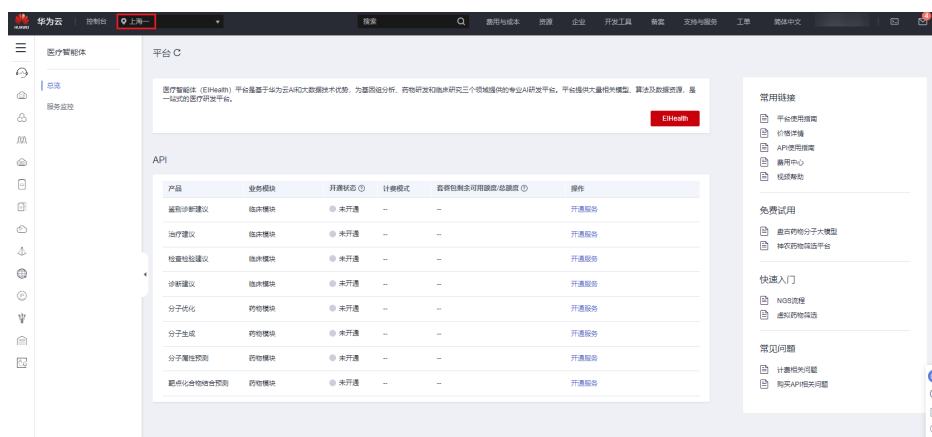 HUAWEI
华为云 控制台 上海一 搜索 费用与成本 资源 企业 开发工具 备案 支持与服务 工单 简体中文
医疗智能体
总览
服务监控
平台
医疗智能体（EIHealth）平台是基于华为云AI和大数据技术优势，为基因组分析、药物研发和临床研究三个领域提供的专业AI研发平台。平台提供大量相关模型、算法及数据资源，是
一站式的医疗研发平台。
EIHealth
API
产品 业务模块 开通状态 计费模式 套餐包剩余可用额度/总额度 操作
鉴别诊断建议 临床模块 未开通 -- -- 开通服务
治疗建议 临床模块 未开通 -- -- 开通服务
检查检验建议 临床模块 未开通 -- -- 开通服务
诊断建议 临床模块 未开通 -- -- 开通服务
分子优化 药物模块 未开通 -- -- 开通服务
分子生成 药物模块 未开通 -- -- 开通服务
分子属性预测 药物模块 未开通 -- -- 开通服务
靶点化合物结合预测 药物模块 未开通 -- -- 开通服务
常用链接
平台使用指南
价格详情
API使用指南
费用中心
视频帮助
免费试用
盘古药物分子大模型
神农药物筛选平台
快速入门
NGS流程
虚拟药物筛选
常见问题
计费相关问题
购买API相关问题